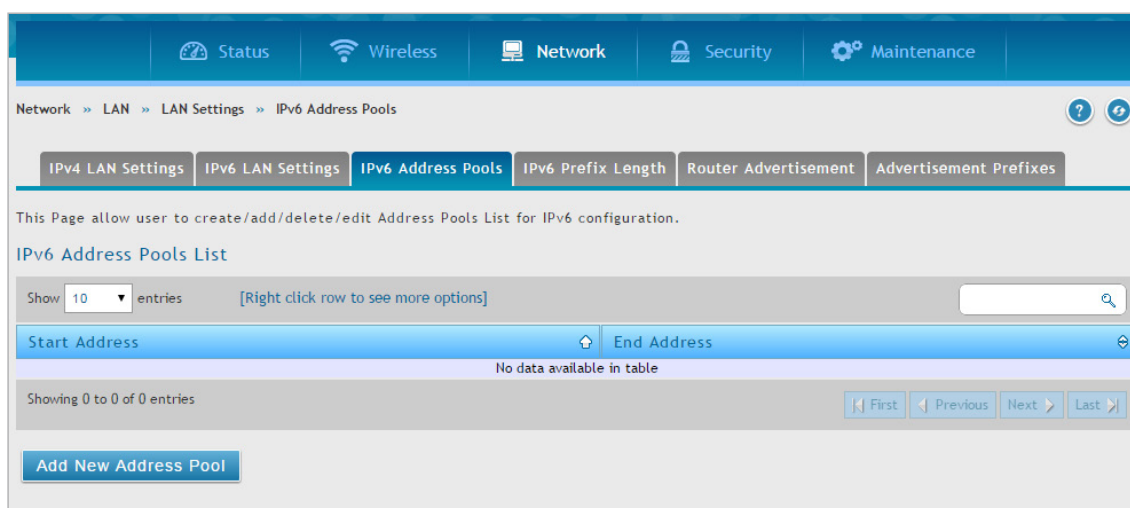 Status Wireless Network Security Maintenance
Network » LAN » LAN Settings » IPv6 Address Pools
IPv4 LAN Settings IPv6 LAN Settings IPv6 Address Pools IPv6 Prefix Length Router Advertisement Advertisement Prefixes
This Page allow user to create/add/delete/edit Address Pools List for IPv6 configuration.
IPv6 Address Pools List
Show 10 entries [Right click row to see more options]
Start Address End Address
No data available in table
Showing 0 to 0 of 0 entries First Previous Next Last
Add New Address Pool